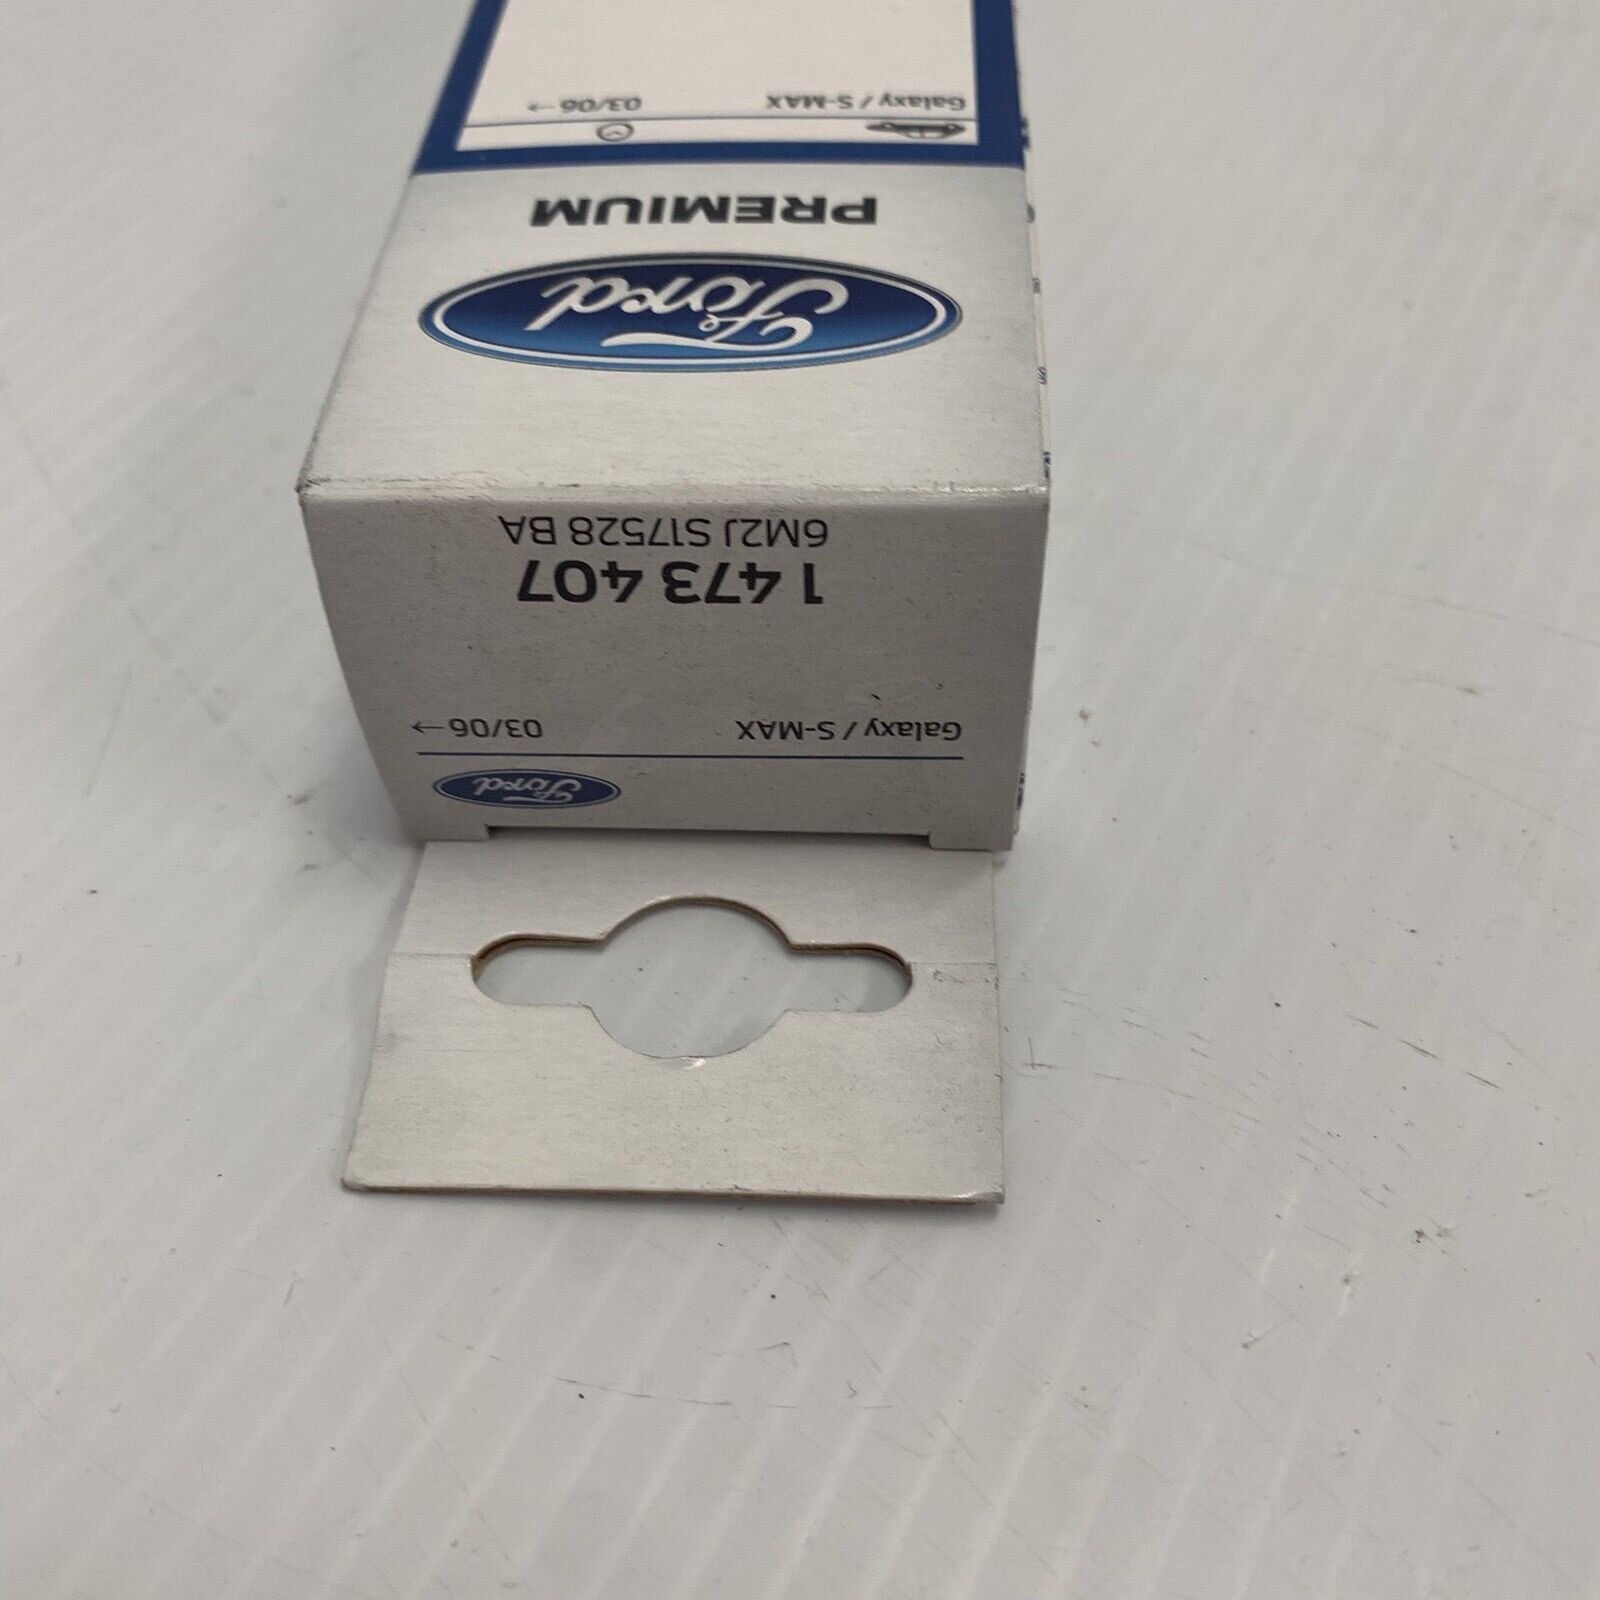 Ford
Galaxy / S-MAX 03/06→
1 473 407
6M2J S17528 BA
Ford
PREMIUM
Galaxy / S-MAX 03/06→